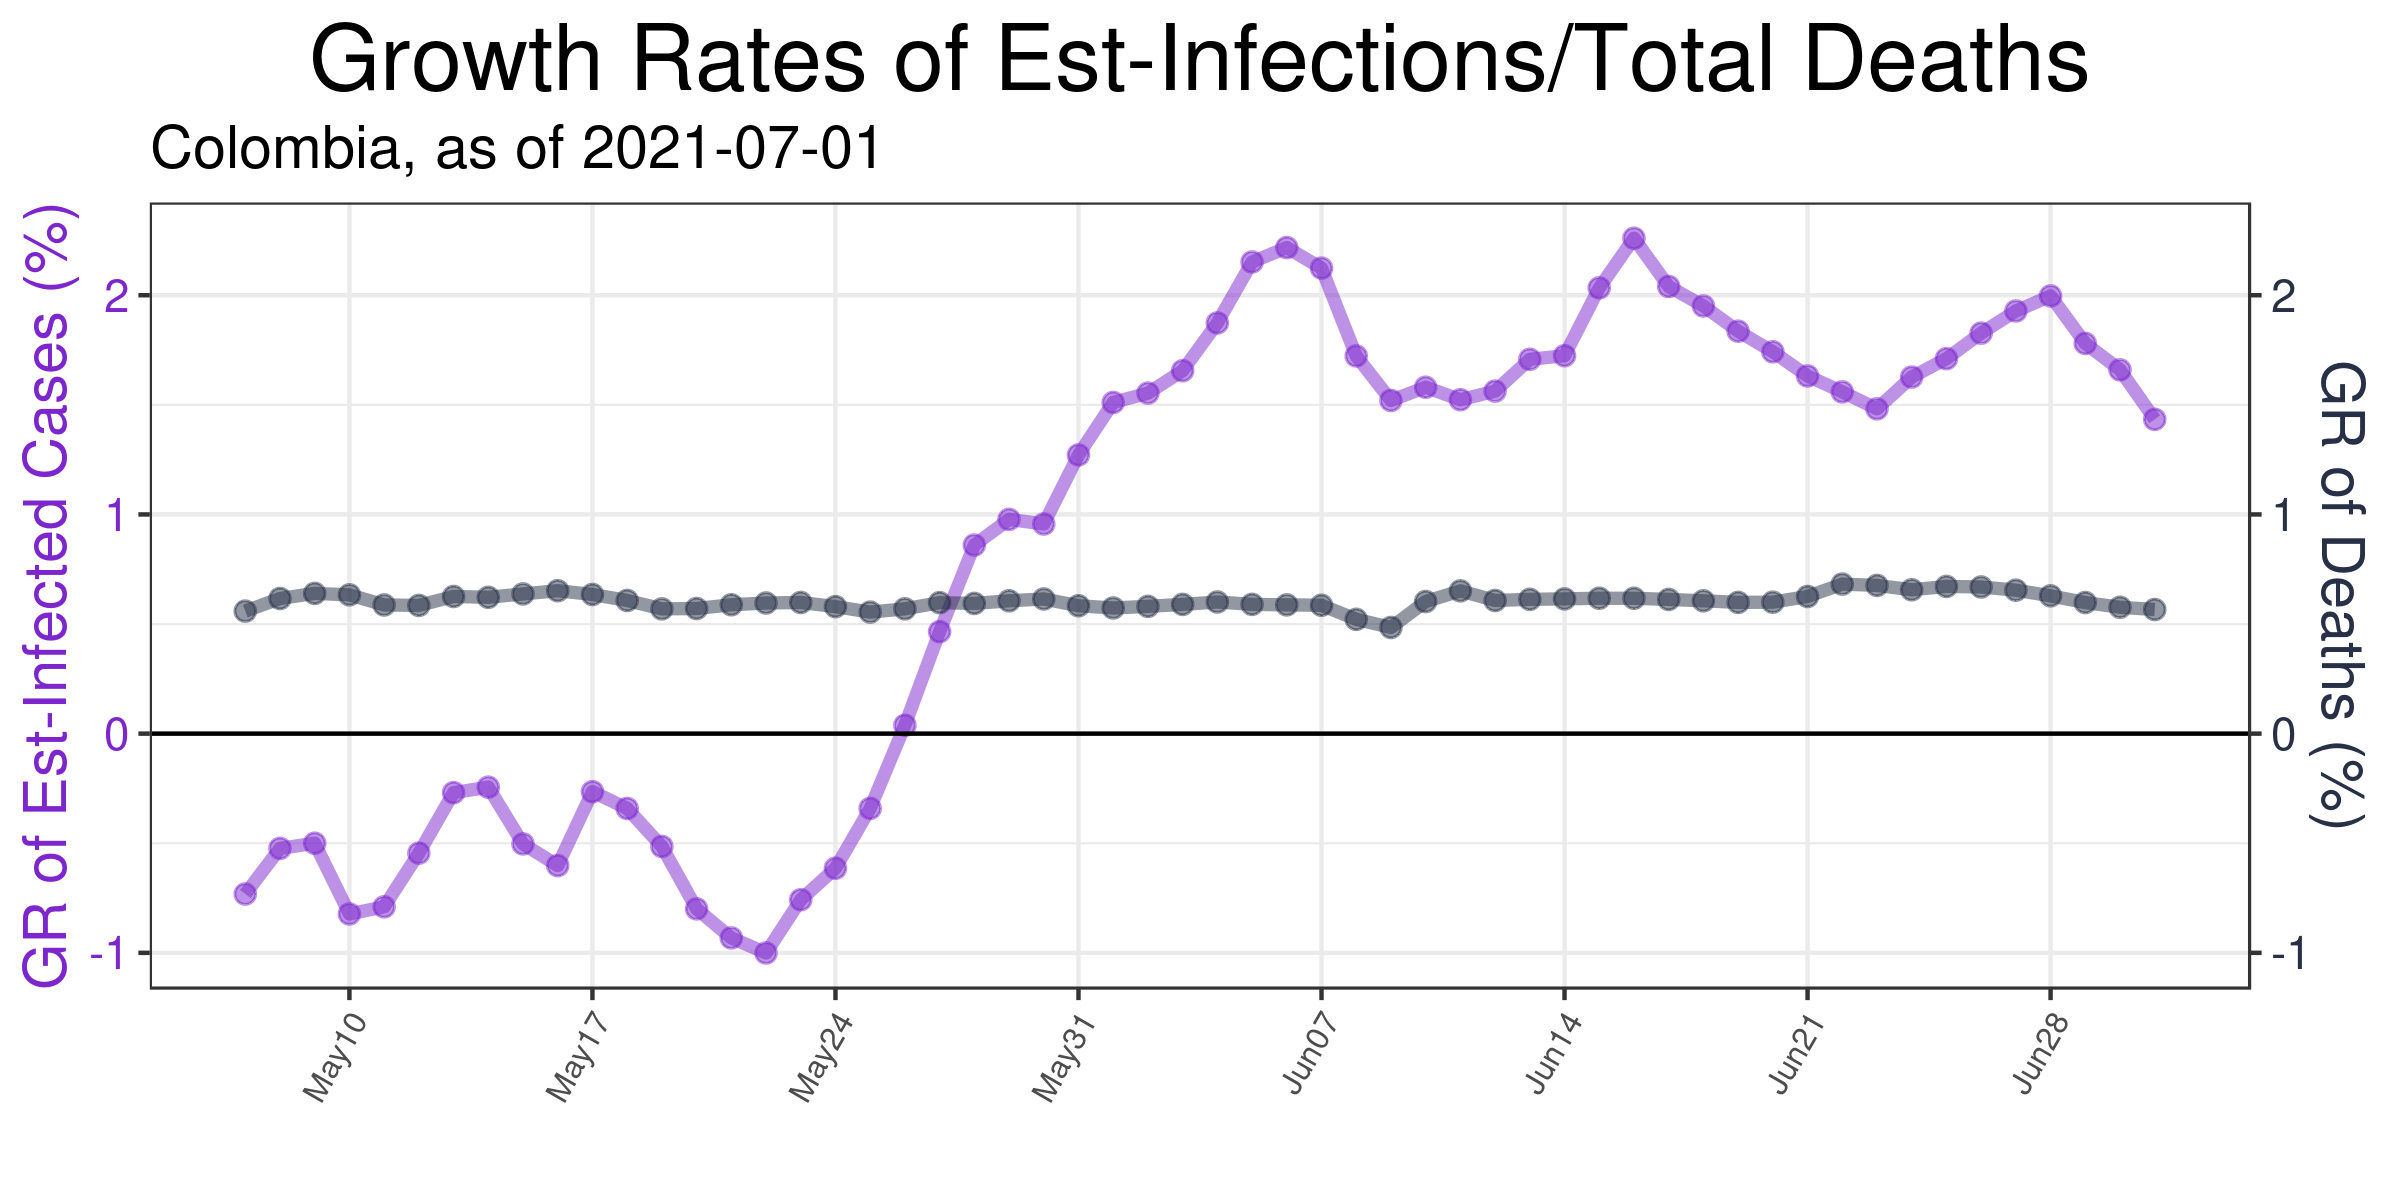 Growth Rates of Est-Infections/Total Deaths
Colombia, as of 2021-07-01
GR of Est-Infected Cases (%)
2
1
0
-1
2
1
0
-1
GR of Deaths (%)
May10
May17
May24
May31
Jun07
Jun14
Jun21
Jun28